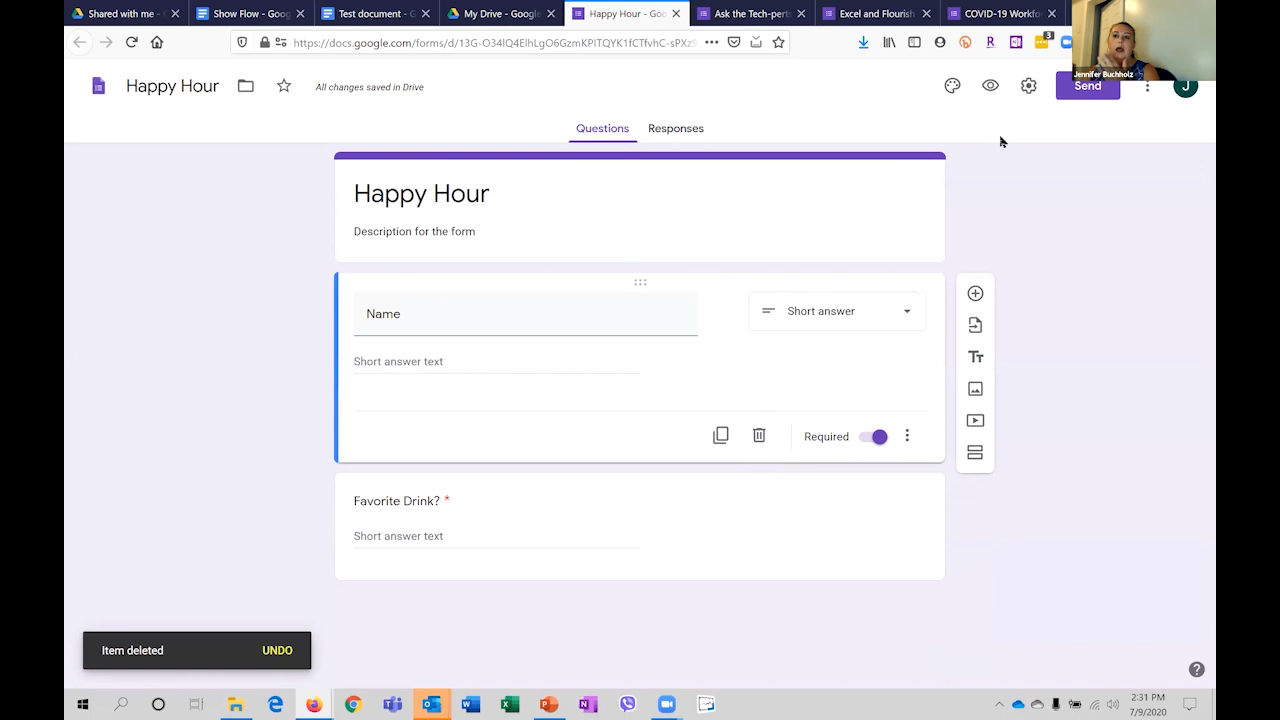 Shared with me -
Show Flow - Goo
Test document - G
My Drive - Google
Happy Hour - Goo
Ask the Tech-perts
Excel and Flourish
COVID-19 Workfo
https://docs.google.com/forms/d/13G-O34lQ4ElhLgO6GzmKPlTQYK1fCTfvhC-sPXz9
3
Jennifer Buchholz
Happy Hour
All changes saved in Drive
Send
J
Questions
Responses
Happy Hour
Description for the form
Name
Short answer
Short answer text
Required
Favorite Drink? *
Short answer text
Item deleted
UNDO
2:31 PM
7/9/2020